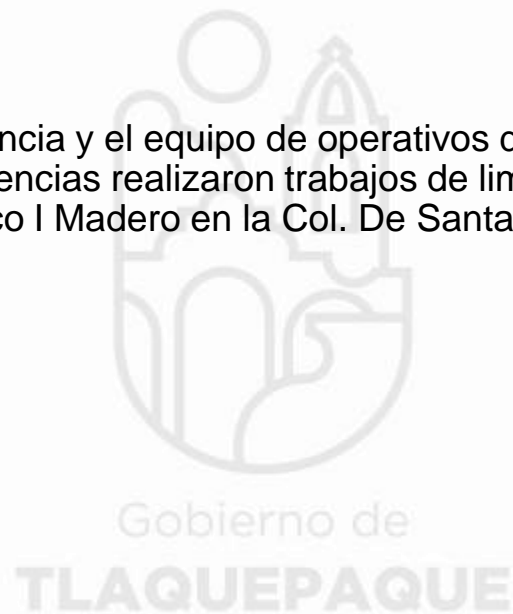 ncia y el equipo de operativos
encias realizaron trabajos de
co I Madero en la Col. De Santa
Gobierno de
TLAQUEPAQUE